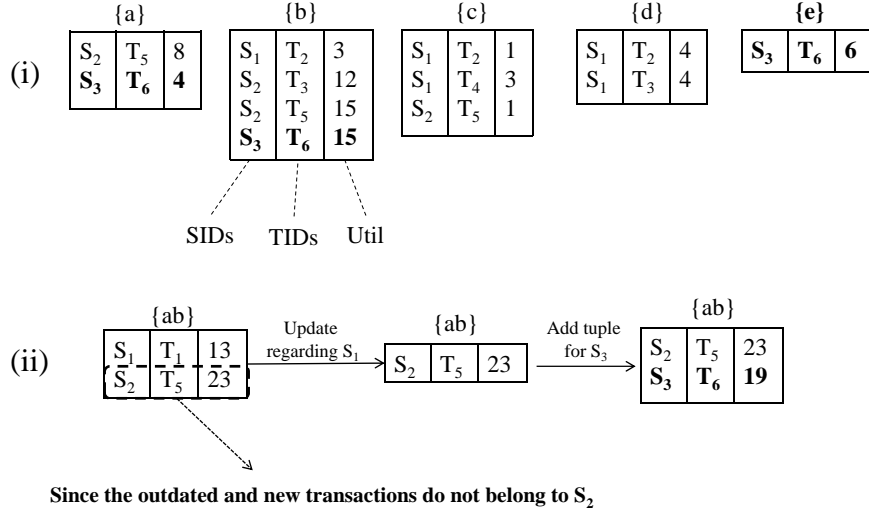 {a} {b} {c} {d} {e}
(i)
S₂ T₅ 8
S₃ T₆ 4
S₁ T₂ 3
S₂ T₃ 12
S₂ T₅ 15
S₃ T₆ 15
S₁ T₂ 1
S₁ T₄ 3
S₂ T₅ 1
S₁ T₂ 4
S₁ T₃ 4
S₃ T₆ 6
SIDs TIDs Util
(ii)
{ab}
S₁ T₁ 13
S₂ T₅ 23
Update
regarding S₁
{ab}
S₂ T₅ 23
Add tuple
for S₃
{ab}
S₂ T₅ 23
S₃ T₆ 19
Since the outdated and new transactions do not belong to S₂